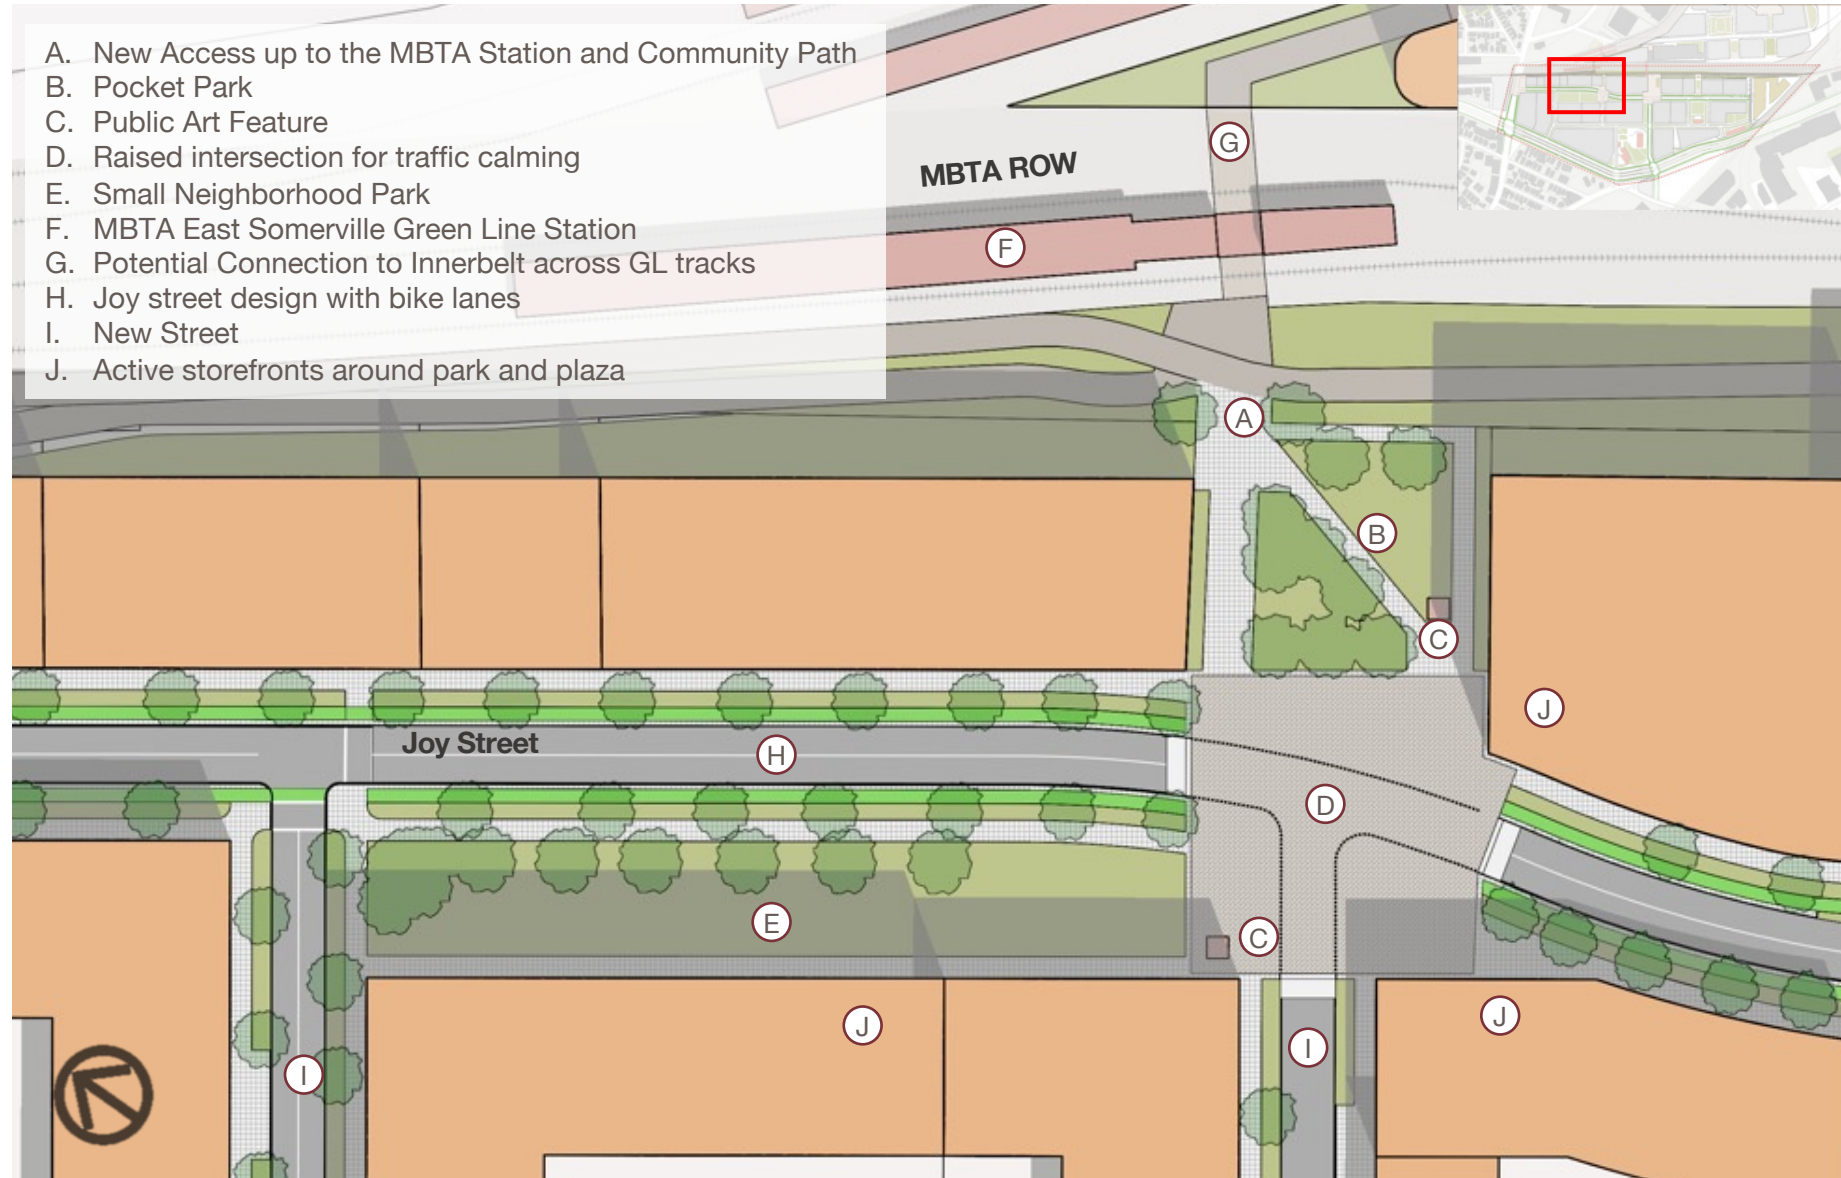 A. New Access up to the MBTA Station and Community Path
B. Pocket Park
C. Public Art Feature
D. Raised intersection for traffic calming
E. Small Neighborhood Park
F. MBTA East Somerville Green Line Station
G. Potential Connection to Innerbelt across GL tracks
H. Joy street design with bike lanes
I. New Street
J. Active storefronts around park and plaza
G
MBTA ROW
F
A
B
C
J
Joy Street
H
D
E
C
J
J
I
I